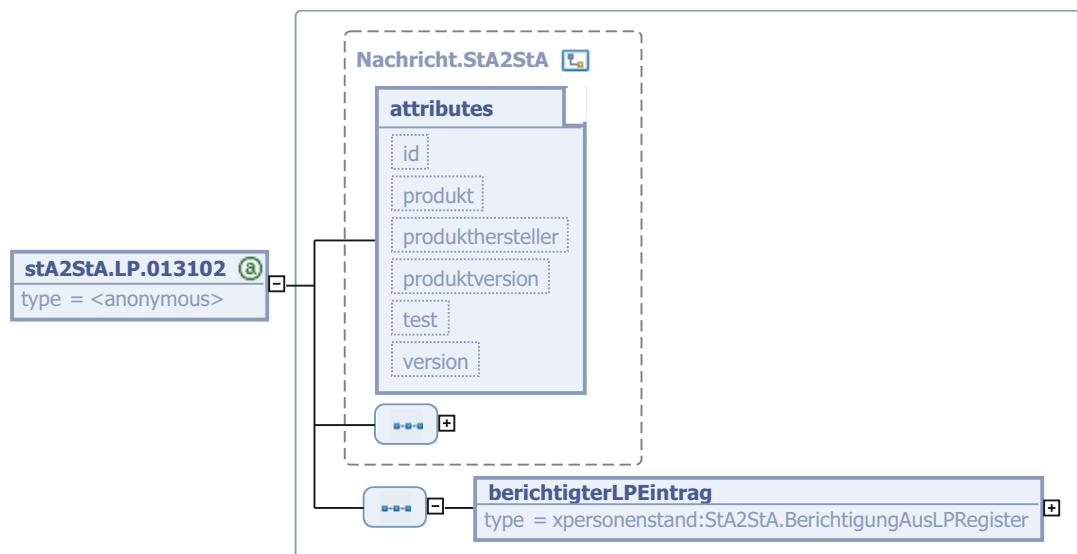 Nachricht.StA2StA
attributes
id
produkt
produkthersteller
produktversion
test
version
stA2StA.LP.013102 a
type = <anonymous>
berichtigterLPEintrag
type = xpersonenstand:StA2StA.BerichtigungAusLPRegister